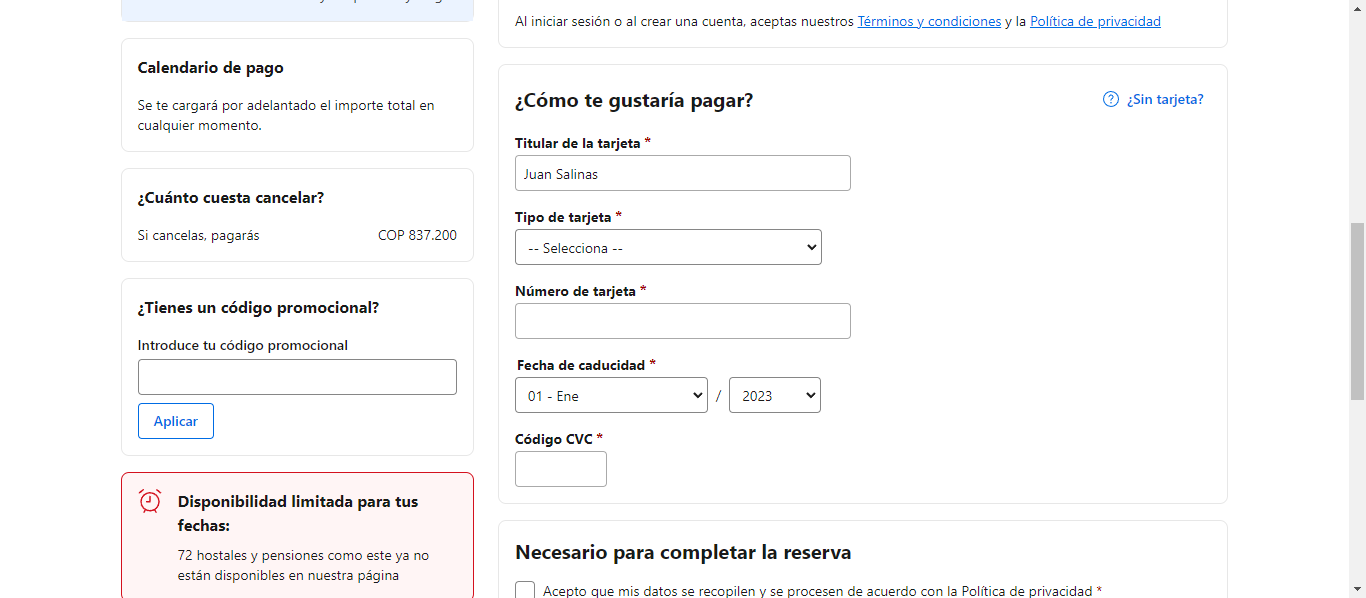 Calendario de pago
Se te cargará por adelantado el importe total en
cualquier momento.
¿Cuánto cuesta cancelar?
Si cancelas, pagarás COP 837.200
¿Tienes un código promocional?
Introduce tu código promocional
Aplicar
Disponibilidad limitada para tus
fechas:
72 hostales y pensiones como este ya no
están disponibles en nuestra página
Al iniciar sesión o al crear una cuenta, aceptas nuestros Términos y condiciones y la Política de privacidad
¿Cómo te gustaría pagar?
¿Sin tarjeta?
Titular de la tarjeta *
Juan Salinas
Tipo de tarjeta *
-- Selecciona --
Número de tarjeta *
Fecha de caducidad *
01 - Ene / 2023
Código CVC *
Necesario para completar la reserva
Acepto que mis datos se recopilen y se procesen de acuerdo con la Política de privacidad *